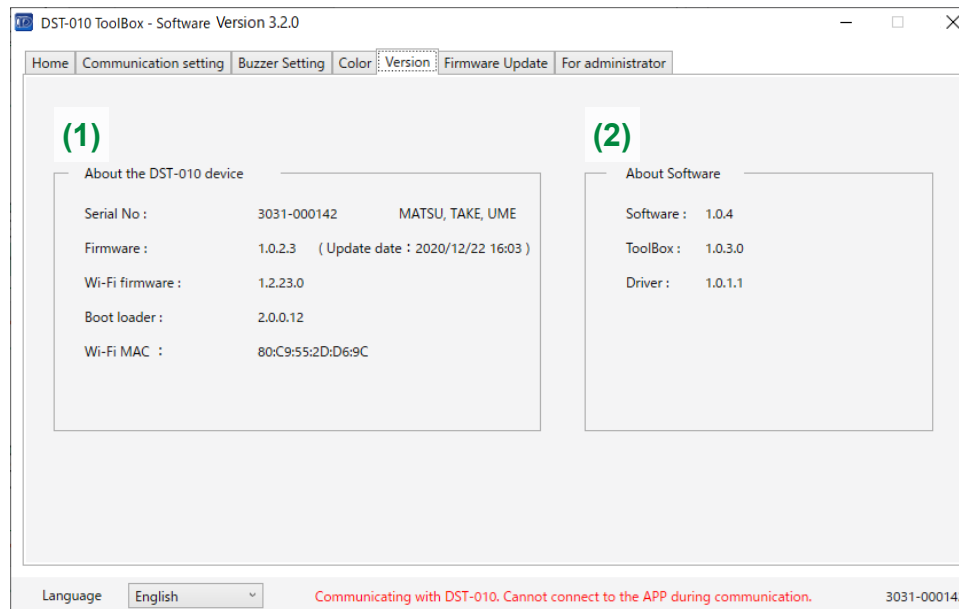 DST-010 ToolBox - Software Version 3.2.0
Home Communication setting Buzzer Setting Color Version Firmware Update For administrator
(1)
About the DST-010 device
Serial No : 3031-000142 MATSU, TAKE, UME
Firmware : 1.0.2.3 ( Update date：2020/12/22 16:03 )
Wi-Fi firmware : 1.2.23.0
Boot loader : 2.0.0.12
Wi-Fi MAC ： 80:C9:55:2D:D6:9C
(2)
About Software
Software : 1.0.4
ToolBox : 1.0.3.0
Driver : 1.0.1.1
Language English Communicating with DST-010. Cannot connect to the APP during communication. 3031-000142